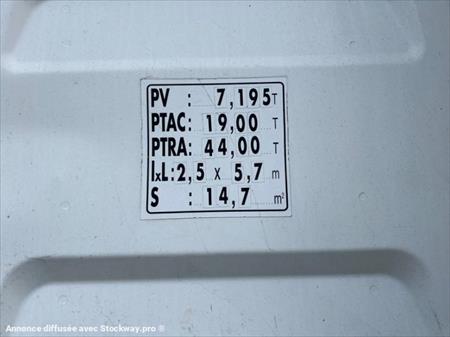 PV : 7,195 T
PTAC: 19,00 T
PTRA: 44,00 T
lxL: 2,5 x 5,7 m
S : 14,7 m²
Annonce diffusée avec Stockway.pro ®